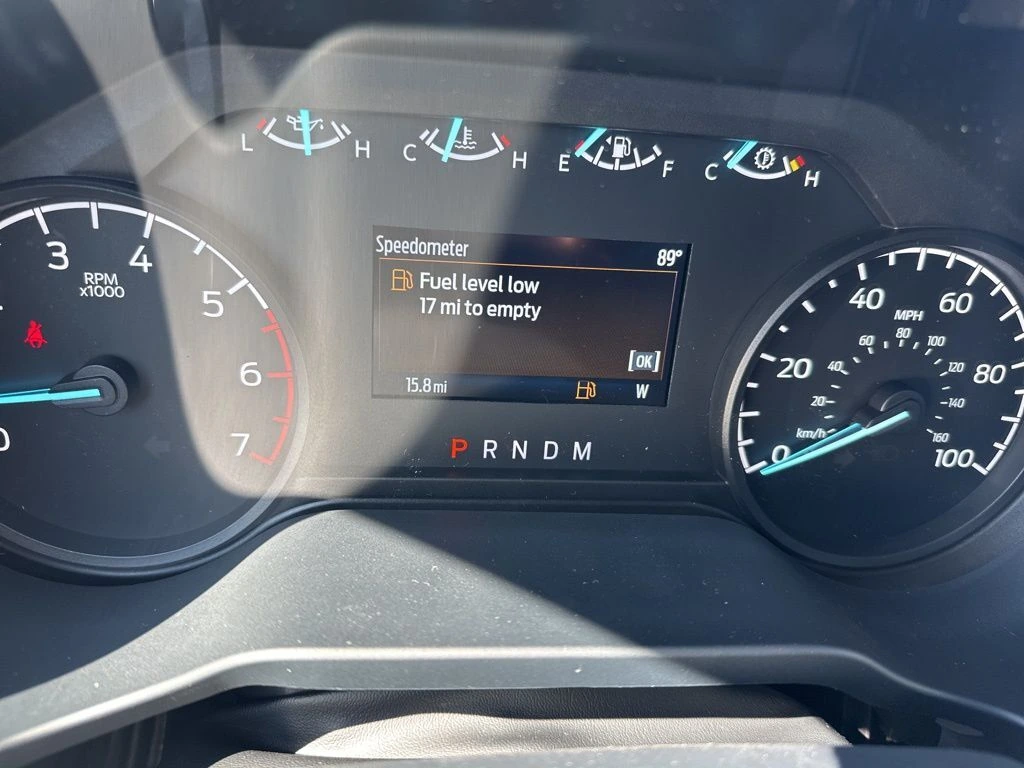 L H C H E F C H
Speedometer 89°
Fuel level low
17 mi to empty
[OK]
15.8 mi W
P R N D M
3 4 5 6 7 0
RPM
x1000
0 20 40 60 80 100
MPH
20 40 60 80 100 120 140 160
km/h